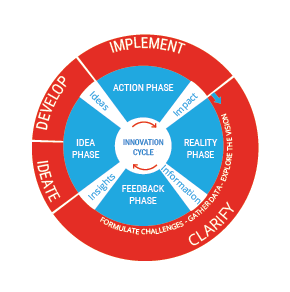 IMPLEMENT
DEVELOP
IDEATE
CLARIFY
FORMULATE CHALLENGES - GATHER DATA - EXPLORE THE VISION
ACTION PHASE
Ideas
Impact
IDEA
PHASE
INNOVATION
CYCLE
REALITY
PHASE
Insights
Information
FEEDBACK
PHASE